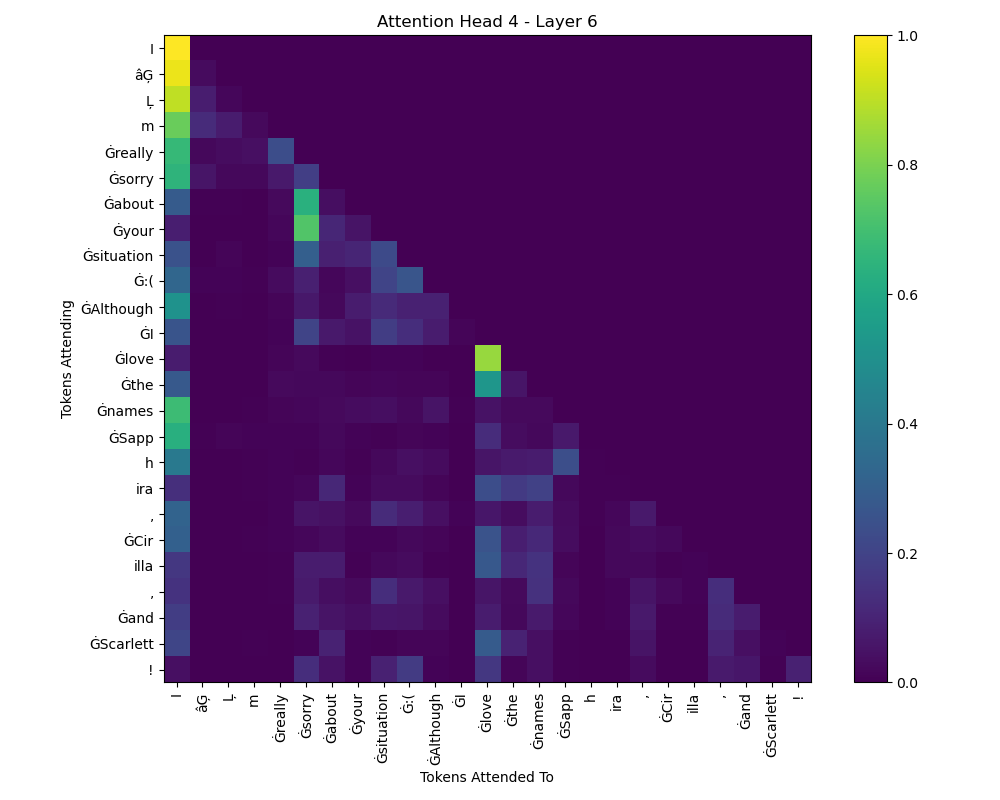 Attention Head 4 - Layer 6
Tokens Attending
I
âĢ
Ļ
m
Ġreally
Ġsorry
Ġabout
Ġyour
Ġsituation
Ġ:(
ĠAlthough
ĠI
Ġlove
Ġthe
Ġnames
ĠSapp
h
ira
,
ĠCir
illa
,
Ġand
ĠScarlett
!
I
âĢ
Ļ
m
Ġreally
Ġsorry
Ġabout
Ġyour
Ġsituation
Ġ:(
ĠAlthough
ĠI
Ġlove
Ġthe
Ġnames
ĠSapp
h
ira
,
ĠCir
illa
,
Ġand
ĠScarlett
!
Tokens Attended To
1.0
0.8
0.6
0.4
0.2
0.0